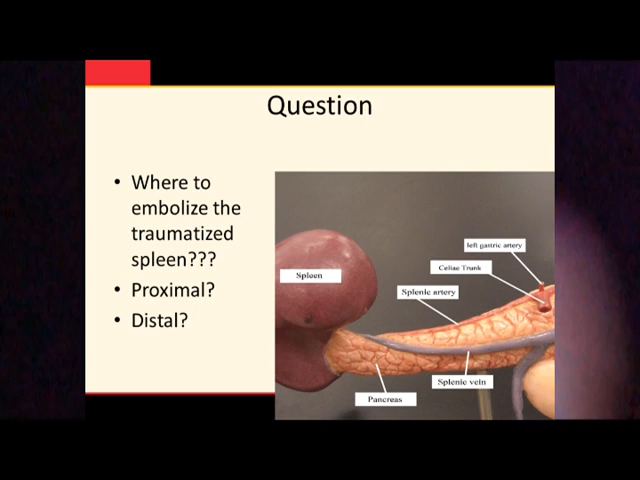 Question
• Where to
embolize the
traumatized
spleen???
• Proximal?
• Distal?
left gastric artery
Celiac Trunk
Spleen
Splenic artery
Splenic vein
Pancreas